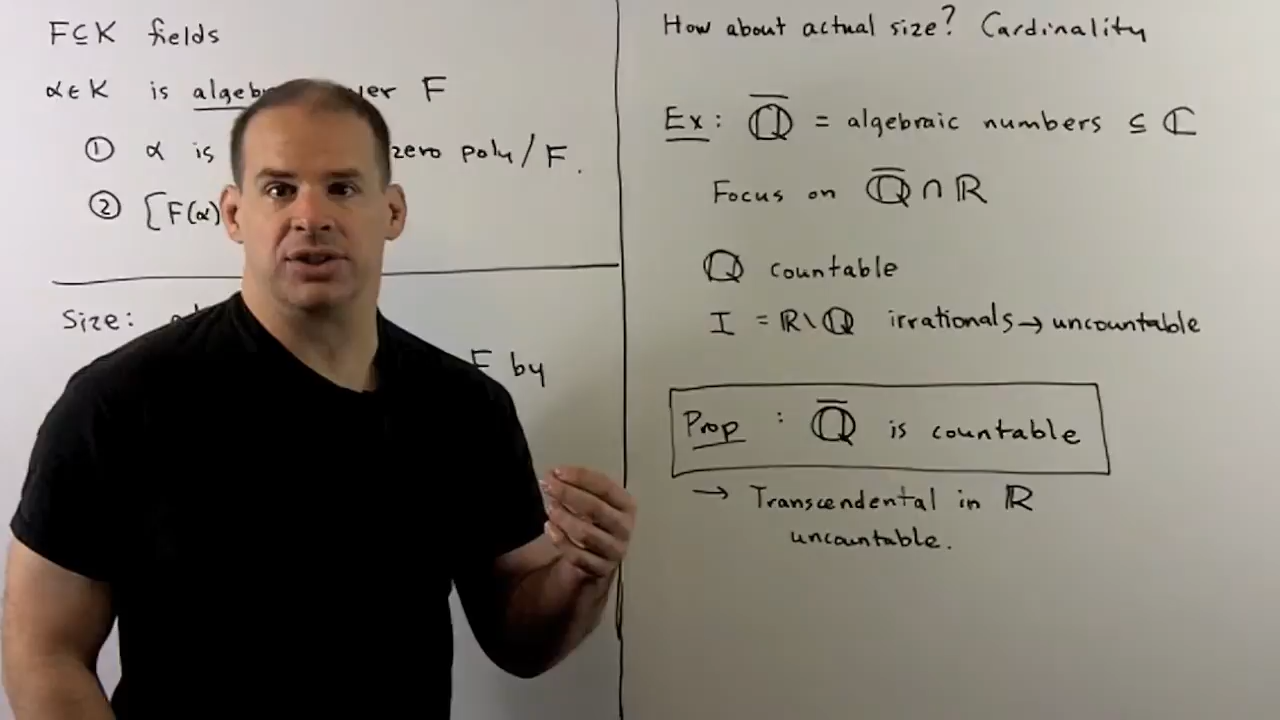 F ⊆ K fields
α ∈ K is over F
① α is zero poly/F.
② [F(α)
Size:
F by
How about actual size? Cardinality
Ex: ℚ̅ = algebraic numbers ⊆ ℂ
Focus on ℚ̅ ∩ ℝ
ℚ countable
I = ℝ\ℚ irrationals → uncountable
Prop : ℚ̅ is countable
→ Transcendental in ℝ
uncountable.